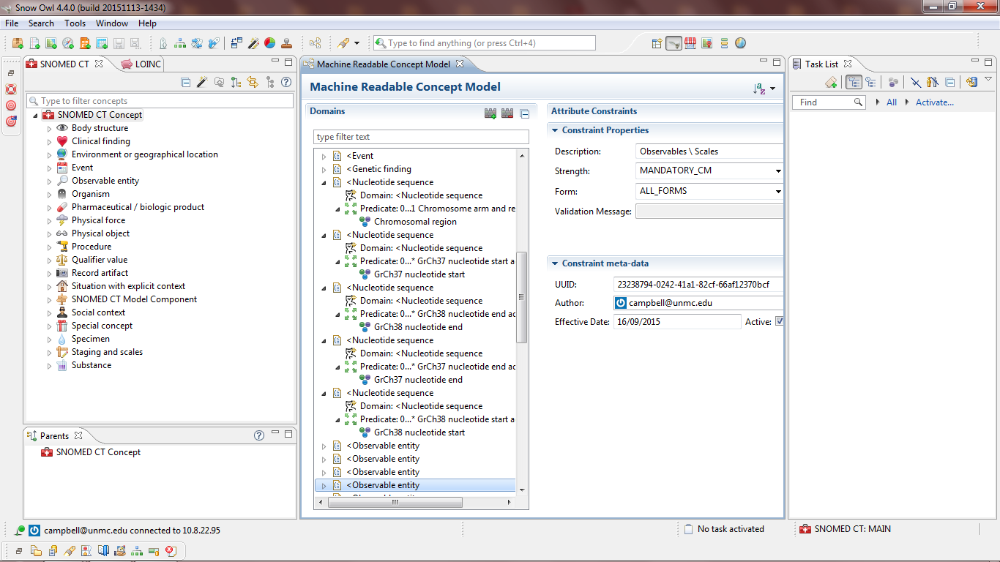 Snow Owl 4.4.0 (build 20151113-1434)
File Search Tools Window Help
Type to find anything (or press Ctrl+4)
SNOMED CT
LOINC
Type to filter concepts
SNOMED CT Concept
Body structure
Clinical finding
Environment or geographical location
Event
Observable entity
Organism
Pharmaceutical / biologic product
Physical force
Physical object
Procedure
Qualifier value
Record artifact
Situation with explicit context
SNOMED CT Model Component
Social context
Special concept
Specimen
Staging and scales
Substance
Parents
SNOMED CT Concept
Machine Readable Concept Model
Machine Readable Concept Model
Domains
type filter text
<Event
<Genetic finding
<Nucleotide sequence
Domain: <Nucleotide sequence
Predicate: 0...1 Chromosome arm and re
Chromosomal region
<Nucleotide sequence
Domain: <Nucleotide sequence
Predicate: 0...* GrCh37 nucleotide start a
GrCh37 nucleotide start
<Nucleotide sequence
Domain: <Nucleotide sequence
Predicate: 0...* GrCh38 nucleotide end ac
GrCh38 nucleotide end
<Nucleotide sequence
Domain: <Nucleotide sequence
Predicate: 0...* GrCh37 nucleotide end ac
GrCh37 nucleotide end
<Nucleotide sequence
Domain: <Nucleotide sequence
Predicate: 0...* GrCh38 nucleotide start a
GrCh38 nucleotide start
<Observable entity
<Observable entity
<Observable entity
<Observable entity
Attribute Constraints
Constraint Properties
Description: Observables \ Scales
Strength: MANDATORY_CM
Form: ALL_FORMS
Validation Message:
Constraint meta-data
UUID: 23238794-0242-41a1-82cf-66af12370bcf
Author: campbell@unmc.edu
Effective Date: 16/09/2015 Active:
Task List
Find All Activate...
campbell@unmc.edu connected to 10.8.22.95
No task activated
SNOMED CT: MAIN